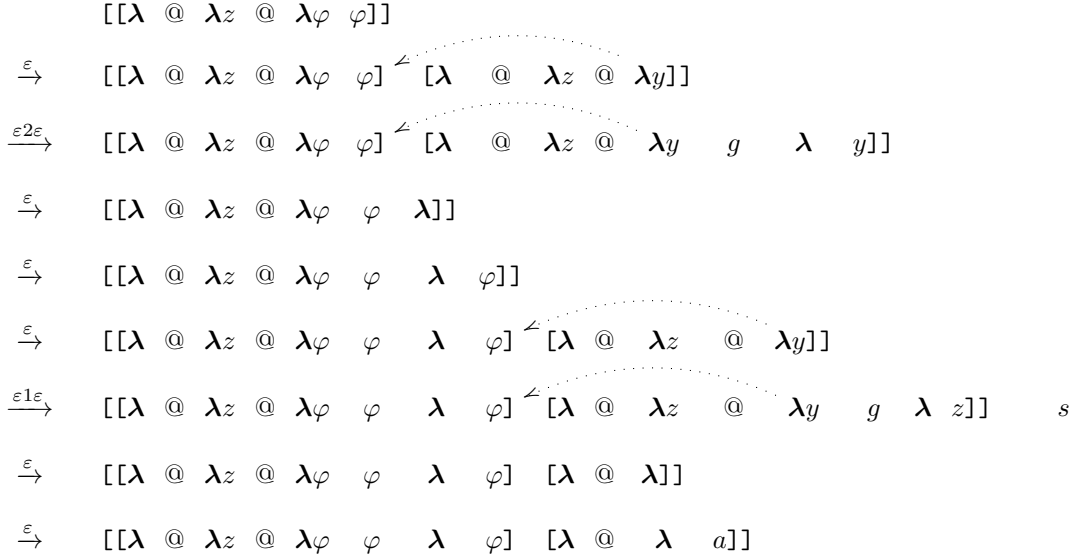 [[𝛌 @ 𝛌z @ 𝛌φ φ]]
ε→ [[𝛌 @ 𝛌z @ 𝛌φ φ] [𝛌 @ 𝛌z @ 𝛌y]]
ε2ε→ [[𝛌 @ 𝛌z @ 𝛌φ φ] [𝛌 @ 𝛌z @ 𝛌y g 𝛌 y]]
ε→ [[𝛌 @ 𝛌z @ 𝛌φ φ 𝛌]]
ε→ [[𝛌 @ 𝛌z @ 𝛌φ φ 𝛌 φ]]
ε→ [[𝛌 @ 𝛌z @ 𝛌φ φ 𝛌 φ] [𝛌 @ 𝛌z @ 𝛌y]]
ε1ε→ [[𝛌 @ 𝛌z @ 𝛌φ φ 𝛌 φ] [𝛌 @ 𝛌z @ 𝛌y g 𝛌 z]] s
ε→ [[𝛌 @ 𝛌z @ 𝛌φ φ 𝛌 φ] [𝛌 @ 𝛌]]
ε→ [[𝛌 @ 𝛌z @ 𝛌φ φ 𝛌 φ] [𝛌 @ 𝛌 a]]